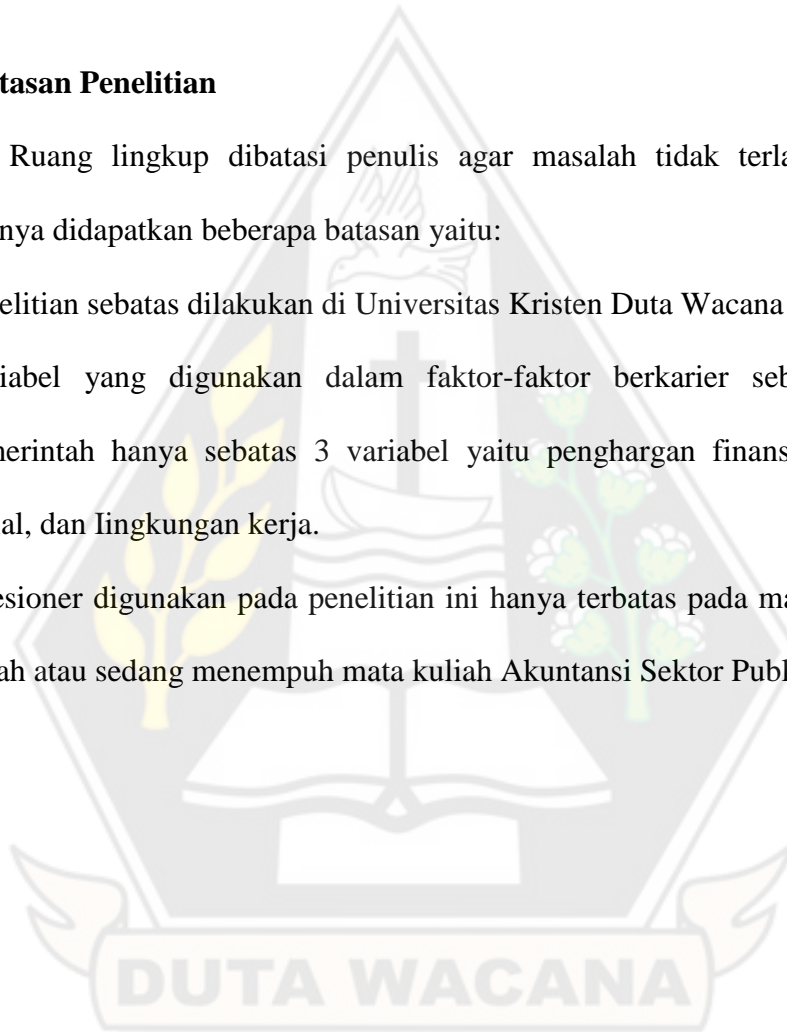 tasan Penelitian
Ruang lingkup dibatasi penulis agar masalah tidak terla
nya didapatkan beberapa batasan yaitu:
elitian sebatas dilakukan di Universitas Kristen Duta Wacana
iabel yang digunakan dalam faktor-faktor berkarier seb
merintah hanya sebatas 3 variabel yaitu penghargan finans
al, dan Iingkungan kerja.
esioner digunakan pada penelitian ini hanya terbatas pada ma
ah atau sedang menempuh mata kuliah Akuntansi Sektor Publ
DUTA WACANA